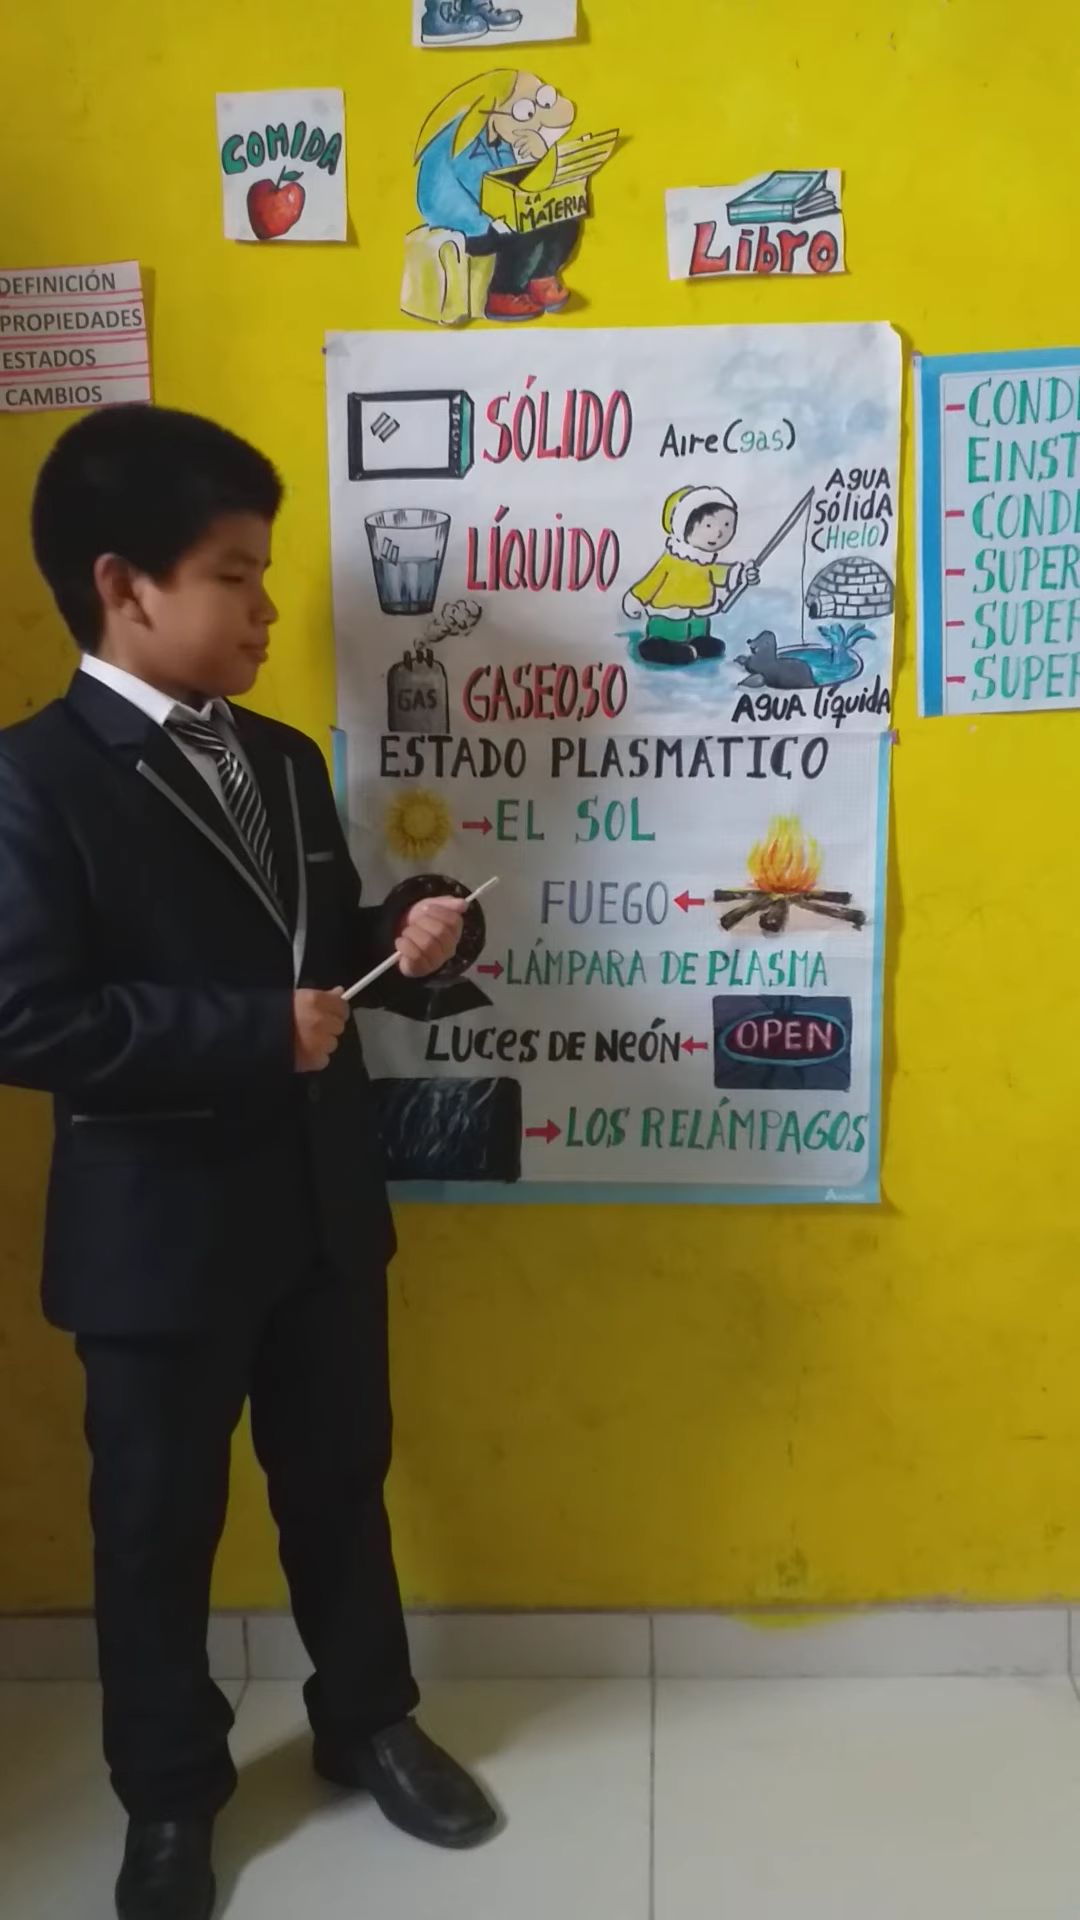 COMIDA
LA
MATERIA
Libro
DEFINICIÓN
PROPIEDADES
ESTADOS
CAMBIOS
SÓLIDO
Aire (gas)
AGUA
sólida
(Hielo)
LÍQUIDO
GAS
GASEOSO
AGUA líquida
ESTADO PLASMÁTICO
EL SOL
FUEGO
LÁMPARA DE PLASMA
LUCES DE NEÓN
OPEN
LOS RELÁMPAGOS
-COND
EINST
-COND
-SUPER
-SUPER
-SUPER